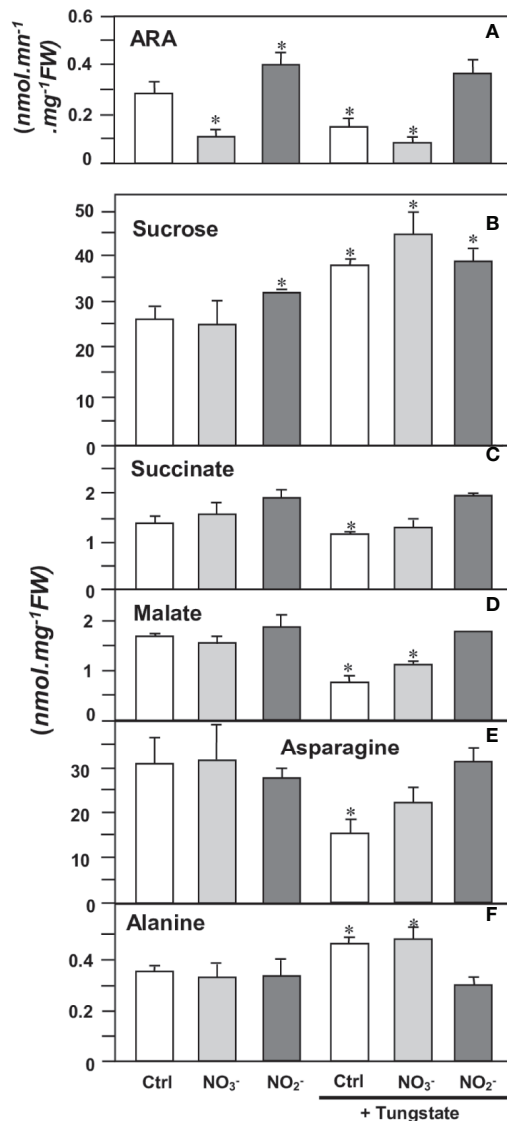 ARA
A
(nmol.mn-1
.mg-1FW)
0.6
0.4
0.2
0
*
*
*
*
Sucrose
B
50
40
30
20
0
*
*
*
*
Succinate
C
2
1
0
*
Malate
D
2
1
0
*
*
Asparagine
E
30
20
10
0
*
Alanine
F
0.4
0.2
0
*
*
(nmol.mg-1FW)
Ctrl NO3- NO2- Ctrl NO3- NO2-
+ Tungstate